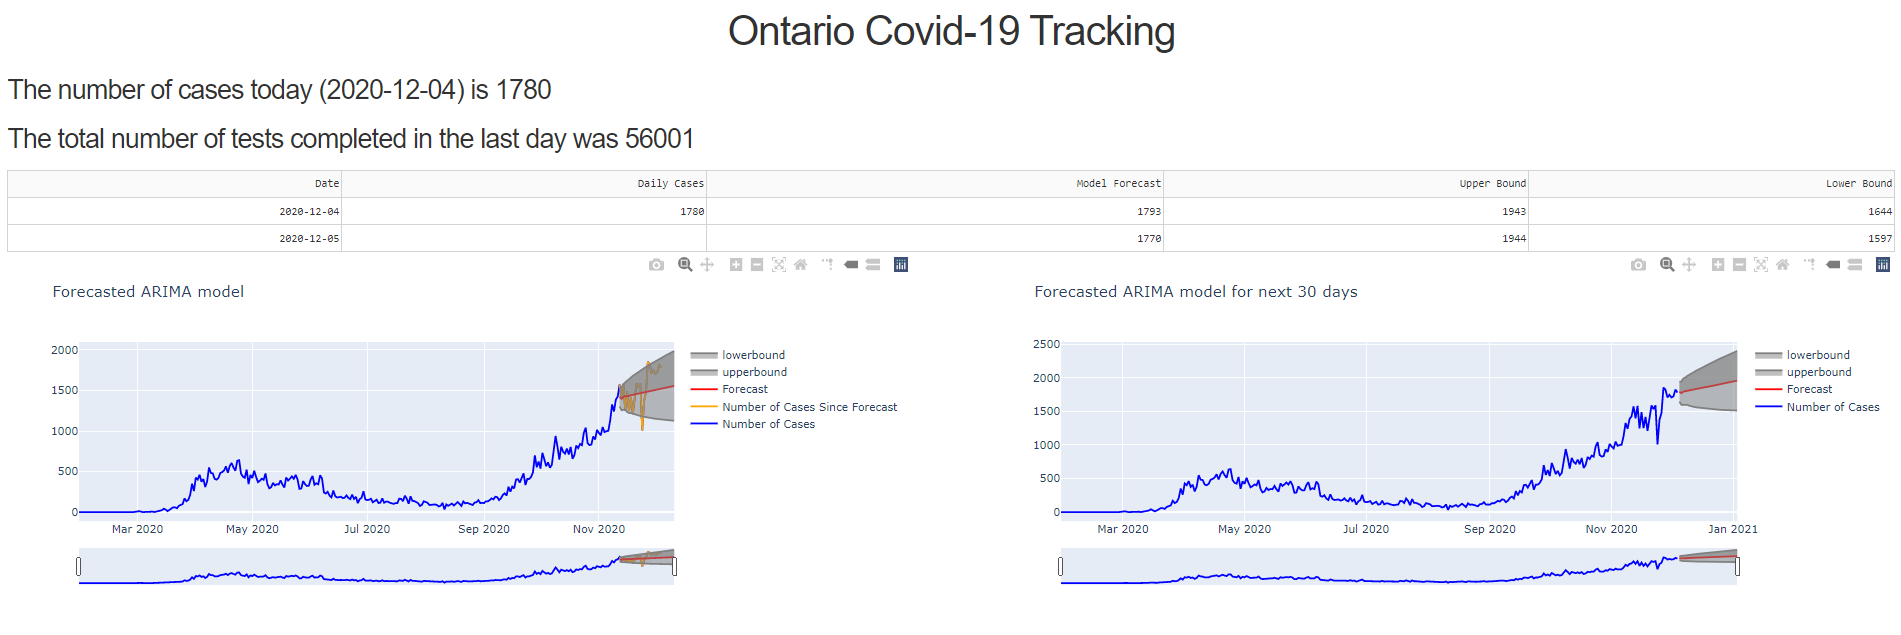 Ontario Covid-19 Tracking
The number of cases today (2020-12-04) is 1780
The total number of tests completed in the last day was 56001
Date Daily Cases Model Forecast Upper Bound Lower Bound
2020-12-04 1780 1793 1943 1644
2020-12-05 1770 1944 1597
Forecasted ARIMA model
2000
1500
1000
500
0
Mar 2020 May 2020 Jul 2020 Sep 2020 Nov 2020
lowerbound
upperbound
Forecast
Number of Cases Since Forecast
Number of Cases
Forecasted ARIMA model for next 30 days
2500
2000
1500
1000
500
0
Mar 2020 May 2020 Jul 2020 Sep 2020 Nov 2020 Jan 2021
lowerbound
upperbound
Forecast
Number of Cases